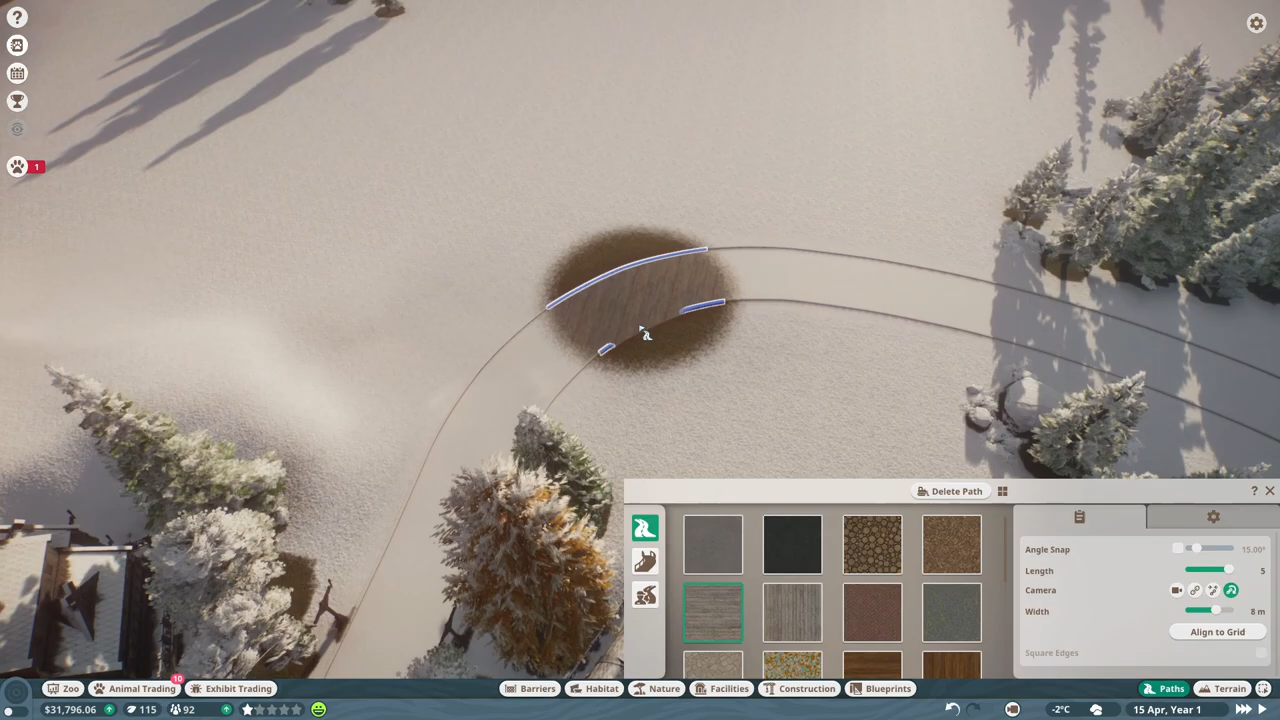 ?
1
Delete Path
?
Angle Snap 15.00°
Length 5
Camera
Width 8 m
Align to Grid
Square Edges
10
Zoo Animal Trading Exhibit Trading Barriers Habitat Nature Facilities Construction Blueprints Paths Terrain
$31,796.06 115 92 -2°C 15 Apr, Year 1